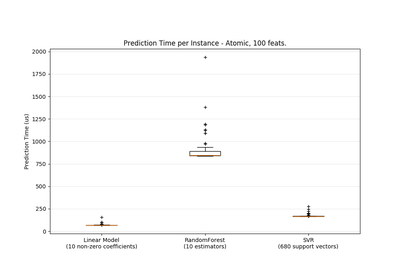 Prediction Time per Instance - Atomic, 100 feats.
2000
1750
1500
1250
1000
750
500
250
0
Prediction Time (us)
Linear Model
(10 non-zero coefficients)
RandomForest
(10 estimators)
SVR
(680 support vectors)